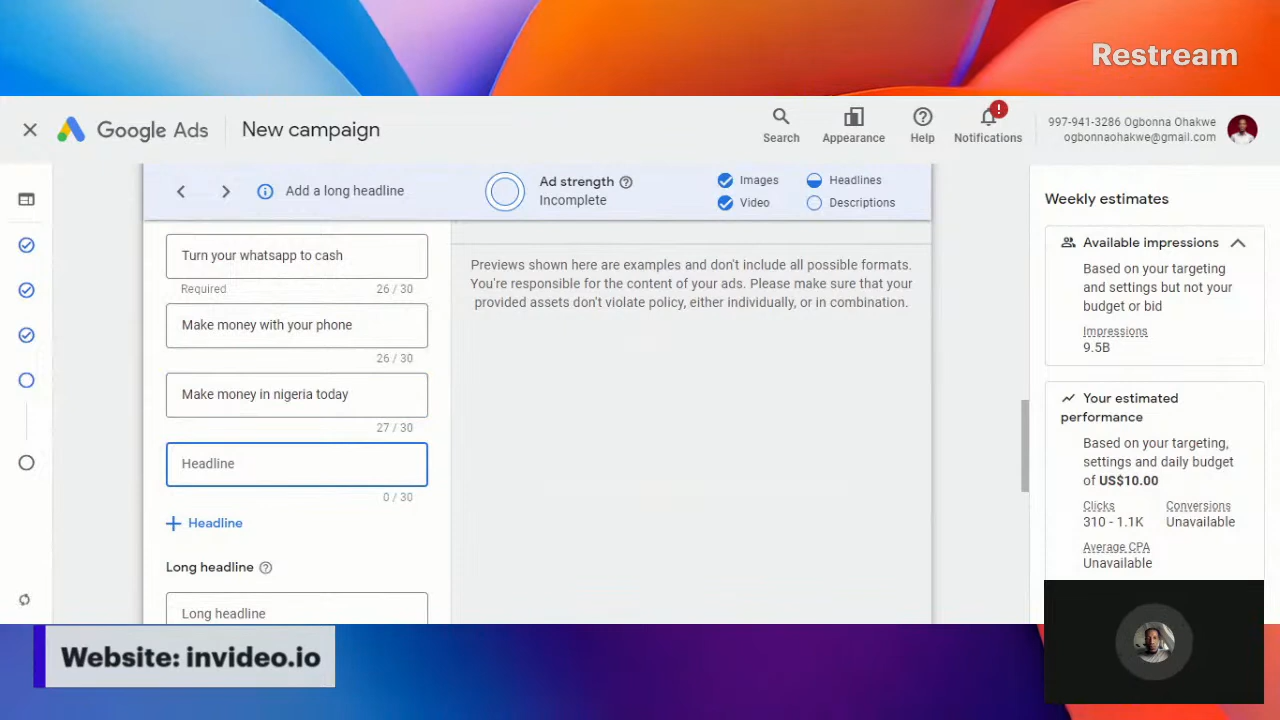 Restream
Google Ads
New campaign
Search
Appearance
Help
!
Notifications
997-941-3286 Ogbonna Ohakwe
ogbonnaohakwe@gmail.com
Add a long headline
Ad strength
Incomplete
Images
Headlines
Video
Descriptions
Turn your whatsapp to cash
Required
26 / 30
Make money with your phone
26 / 30
Make money in nigeria today
27 / 30
Headline
0 / 30
Headline
Long headline
Long headline
Previews shown here are examples and don't include all possible formats.
You're responsible for the content of your ads. Please make sure that your
provided assets don't violate policy, either individually, or in combination.
Weekly estimates
Available impressions
Based on your targeting
and settings but not your
budget or bid
Impressions
9.5B
Your estimated
performance
Based on your targeting,
settings and daily budget
of US$10.00
Clicks
Conversions
310 - 1.1K
Unavailable
Average CPA
Unavailable
Website: invideo.io